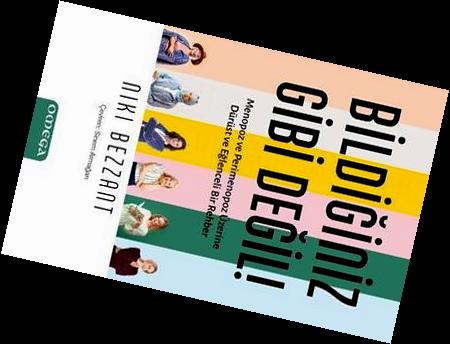 BİLDİĞİNİZ
GİBİ DEĞİL!
Menopoz ve Perimenopoz Üzerine
Dürüst ve Eğlenceli Bir Rehber
NIKI BEZZANT
Çeviren: Sinem Armağan
OMEGA